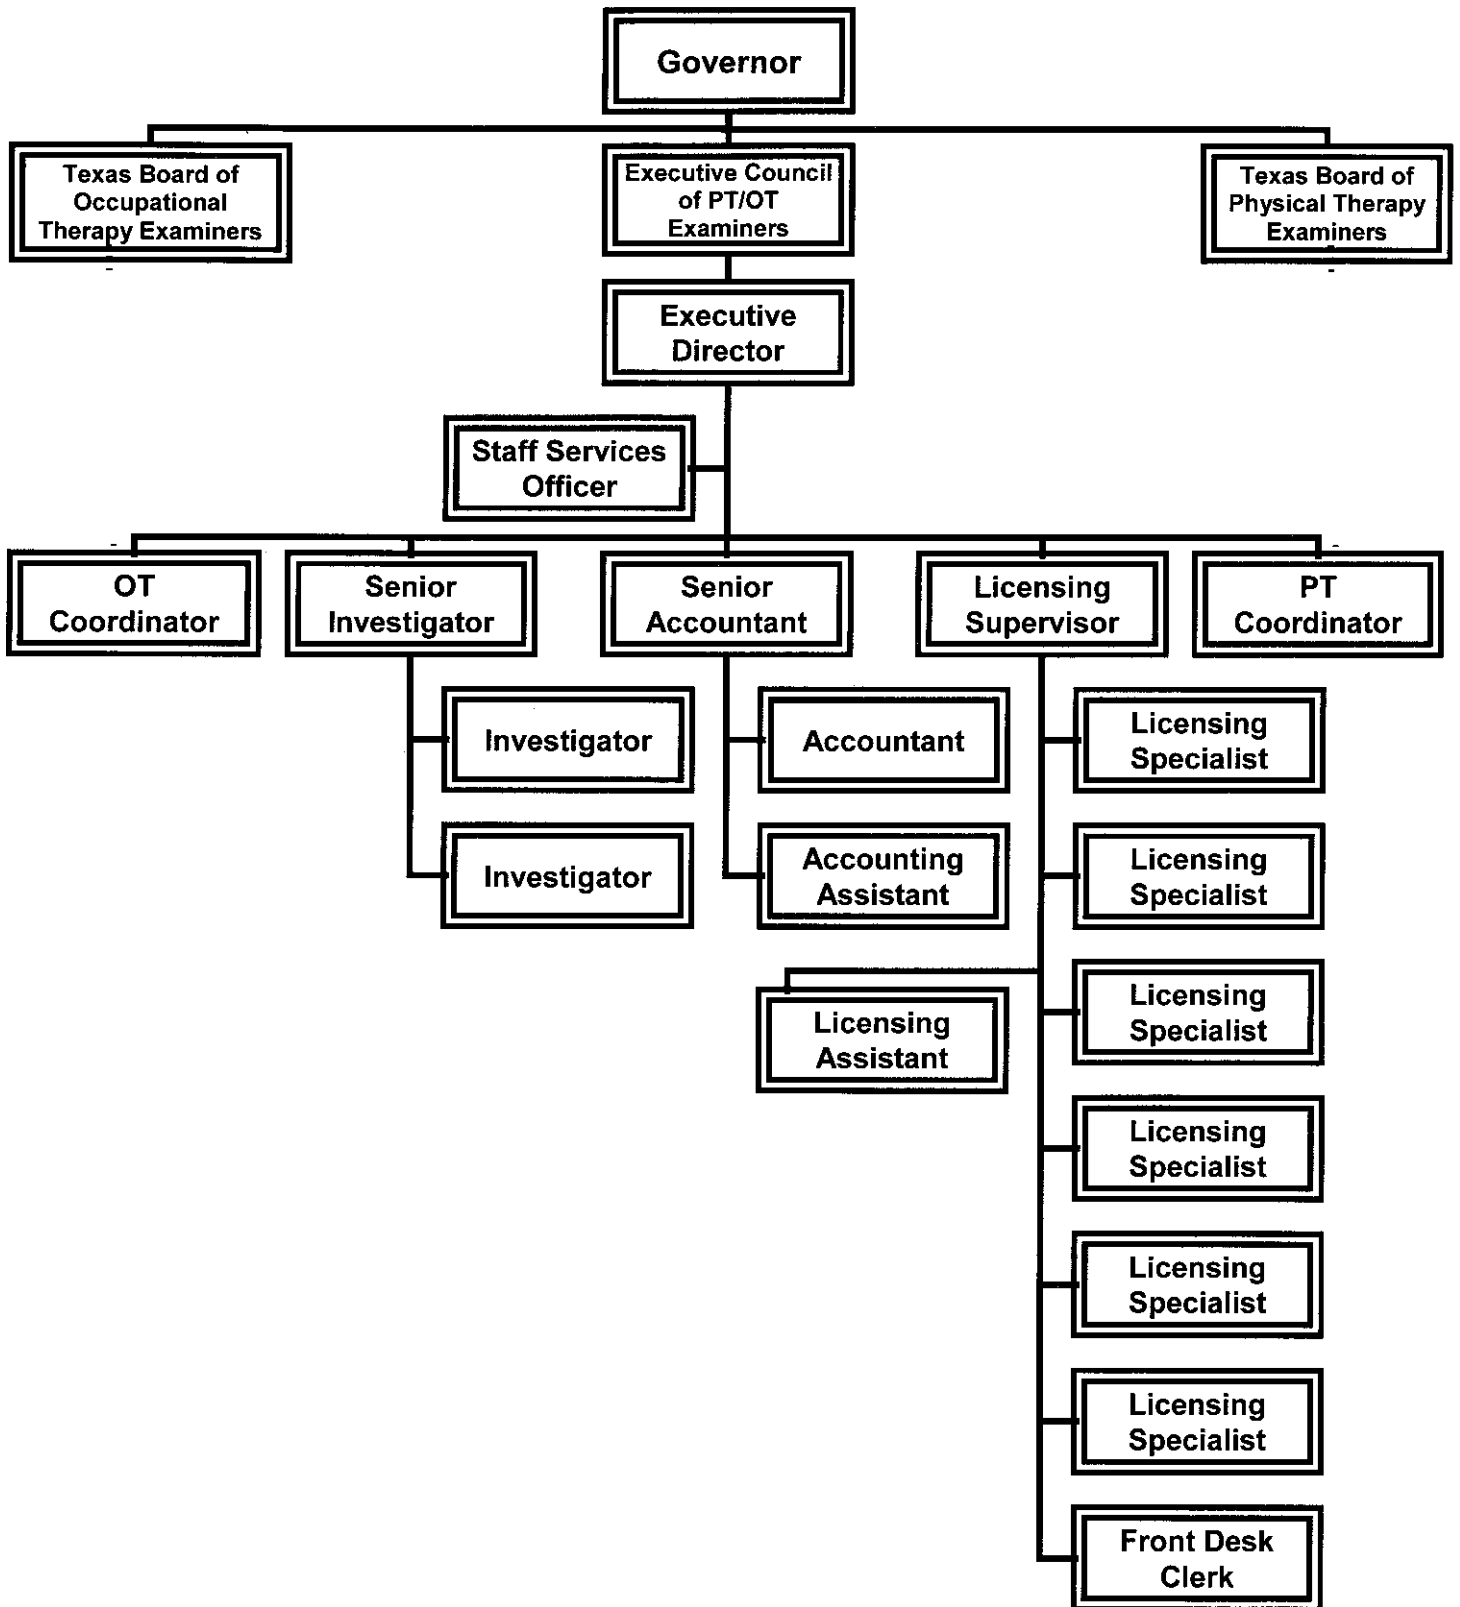 Governor
Texas Board of
Occupational
Therapy Examiners
Executive Council
of PT/OT
Examiners
Texas Board of
Physical Therapy
Examiners
Executive
Director
Staff Services
Officer
OT
Coordinator
Senior
Investigator
Senior
Accountant
Licensing
Supervisor
PT
Coordinator
Investigator
Accountant
Licensing
Specialist
Investigator
Accounting
Assistant
Licensing
Specialist
Licensing
Assistant
Licensing
Specialist
Licensing
Specialist
Licensing
Specialist
Licensing
Specialist
Front Desk
Clerk